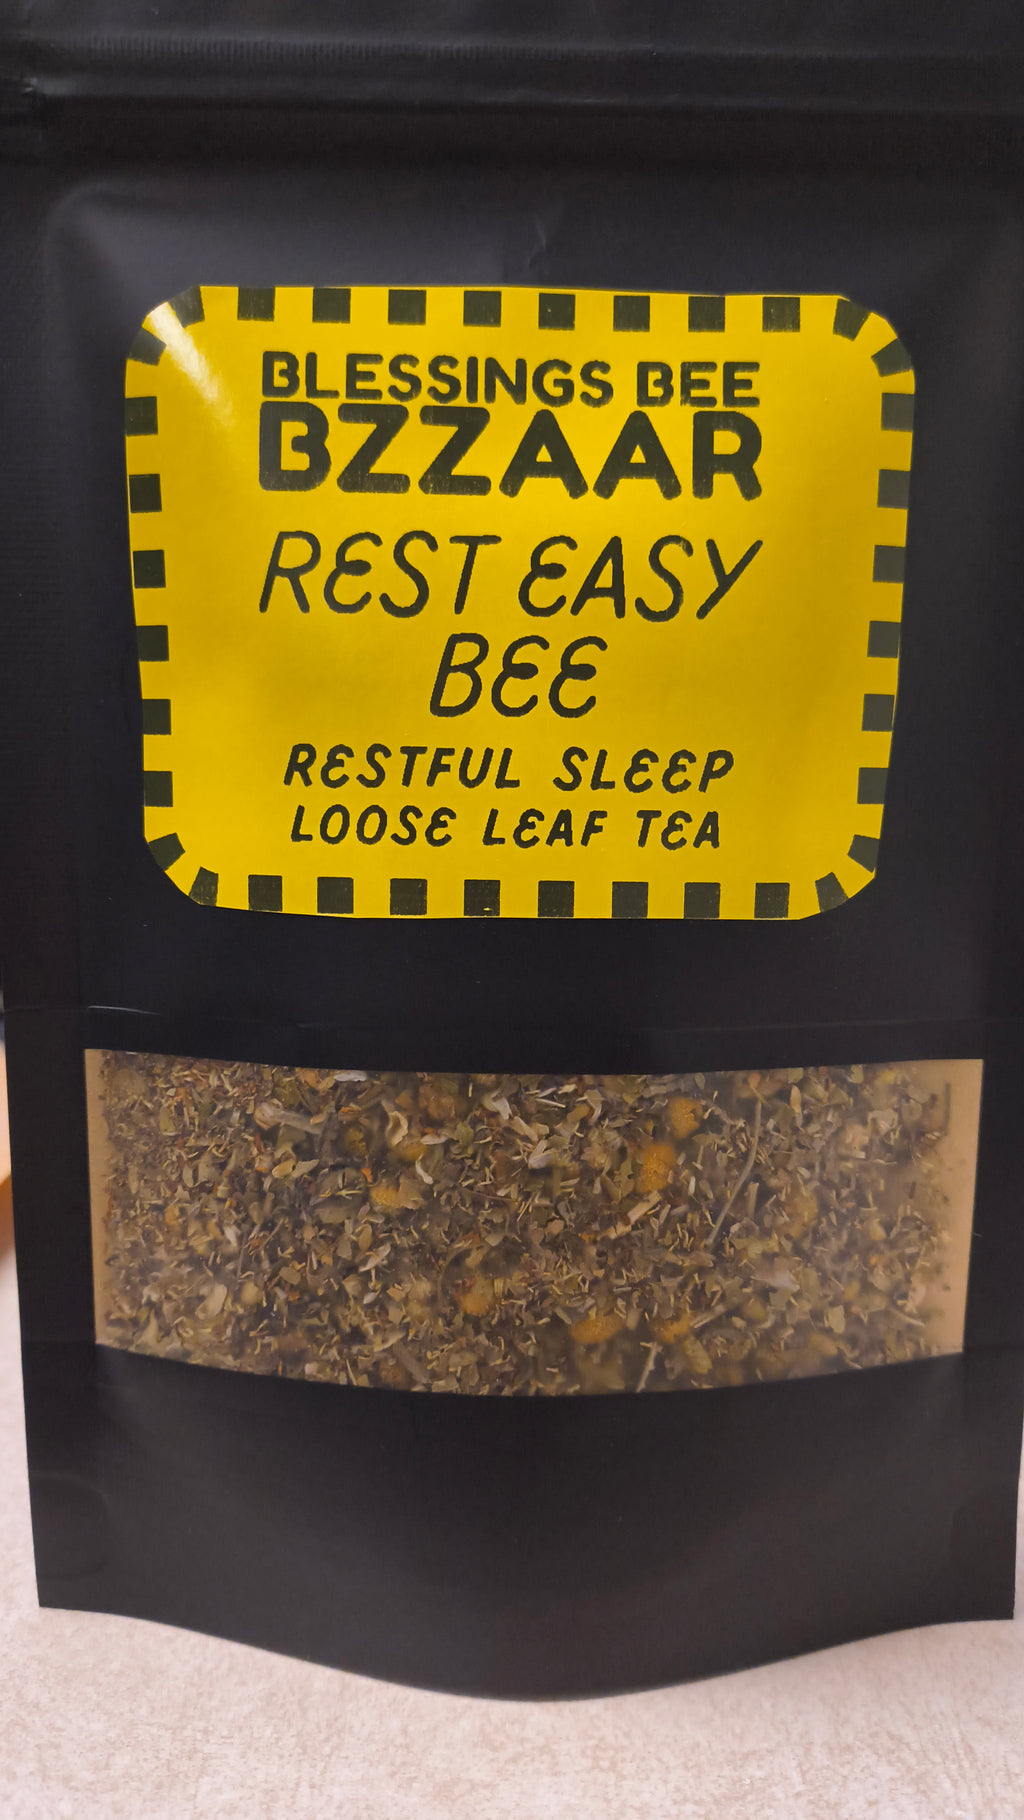 BLESSINGS BEE
BZZAAR
REST EASY
BEE
RESTFUL SLEEP
LOOSE LEAF TEA